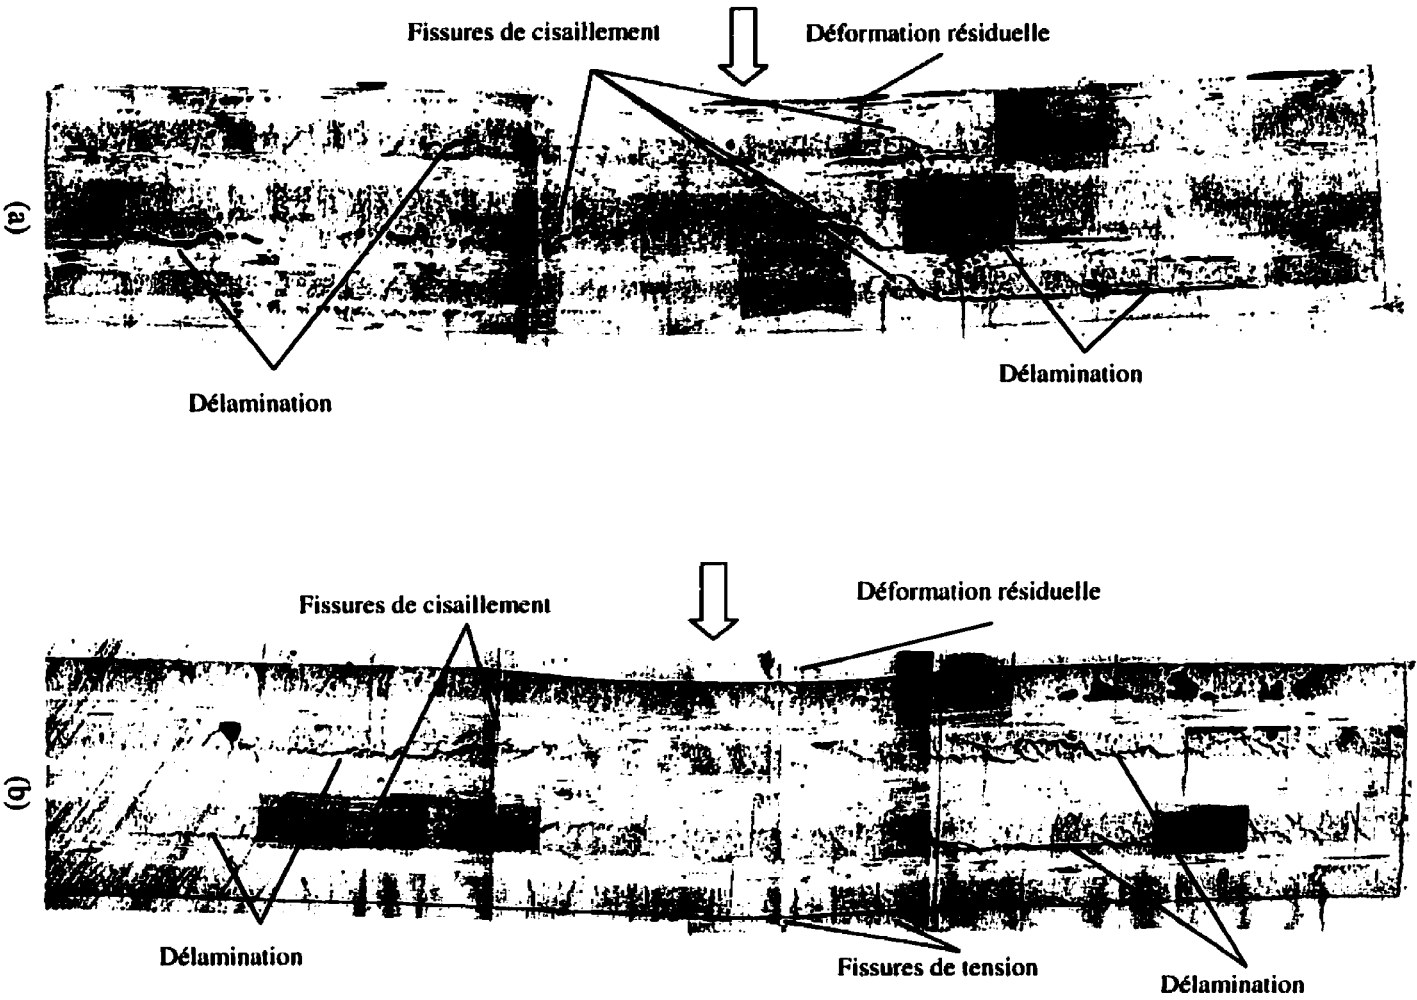 Fissures de cisaillement
Déformation résiduelle
(a)
Délamination
Délamination
Fissures de cisaillement
Déformation résiduelle
(b)
Délamination
Fissures de tension
Délamination